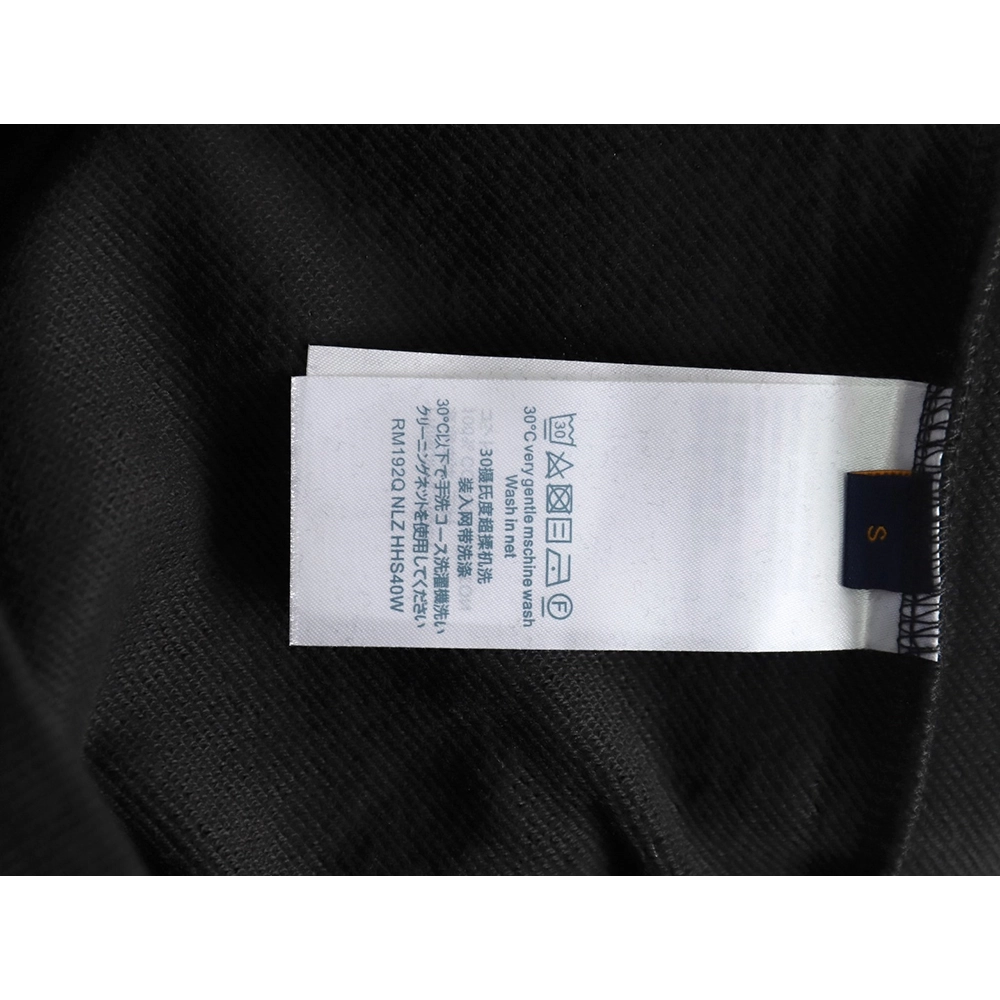 30
F
30°C very gentle mschine wash
Wash in net
30摄氏度超揉机洗
装入网带洗涤
30°C以下で手洗コース洗濯機洗い
クリーニングネットを使用してください
RM192Q NLZ HHS40W
S